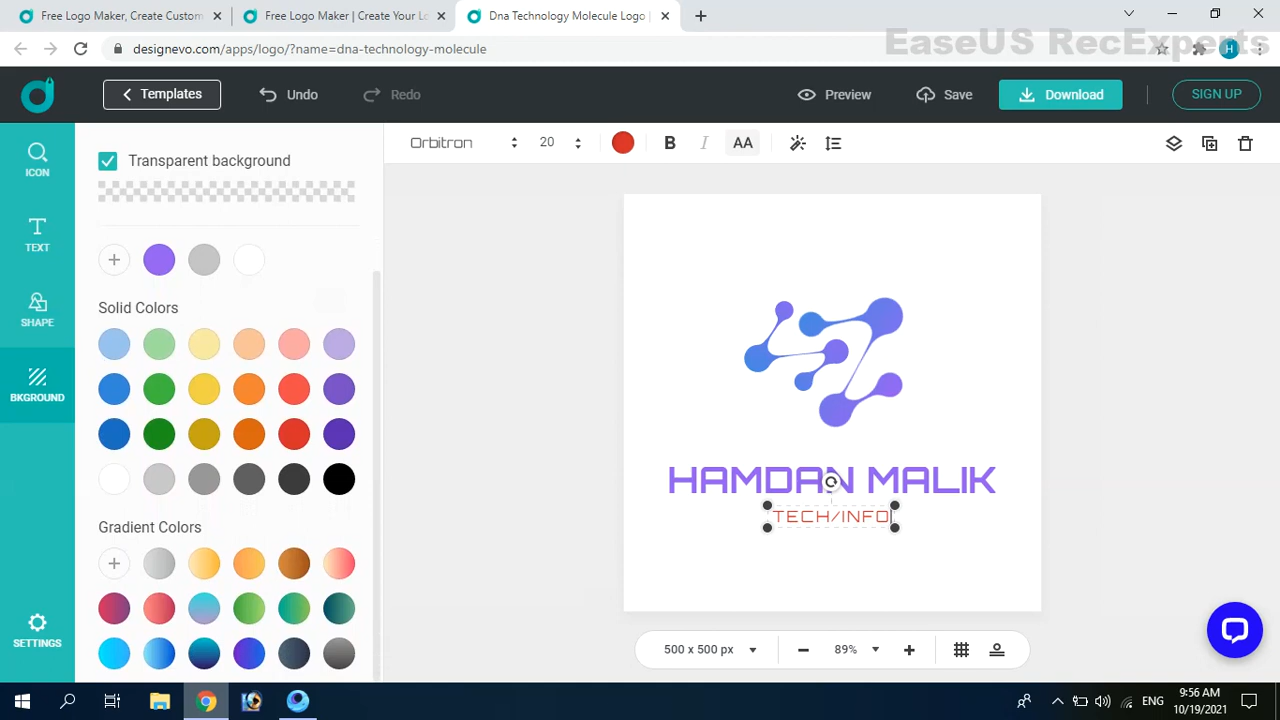 Free Logo Maker, Create Custom
Free Logo Maker | Create Your Lo
Dna Technology Molecule Logo |
designevo.com/apps/logo/?name=dna-technology-molecule
EaseUS RecExperts
H
Templates
Undo
Redo
Preview
Save
Download
SIGN UP
ICON
TEXT
SHAPE
BKGROUND
SETTINGS
Transparent background
Solid Colors
Gradient Colors
Orbitron
20
B
I
AA
HAMDAN MALIK
TECH/INFO
500 x 500 px
89%
ENG
9:56 AM
10/19/2021